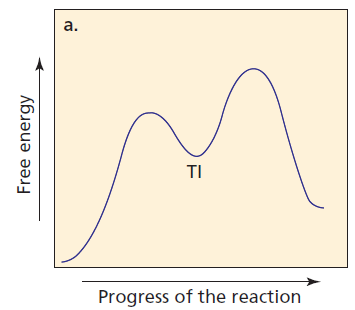 a.
Free energy
TI
Progress of the reaction